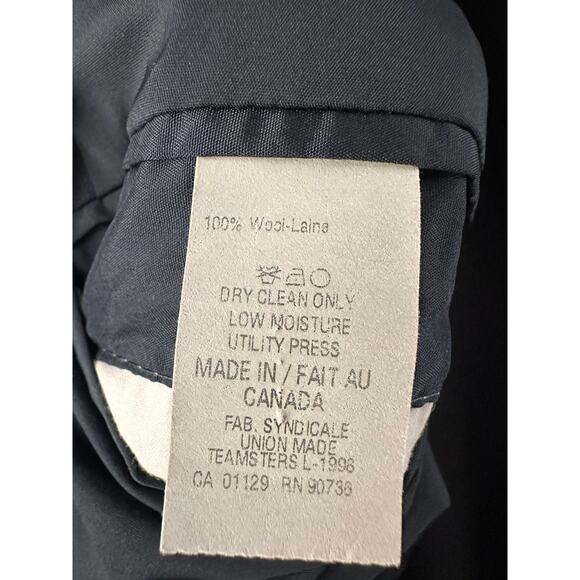 100% Wool-Laine
DRY CLEAN ONLY
LOW MOISTURE
UTILITY PRESS
MADE IN / FAIT AU
CANADA
FAB. SYNDICALE
UNION MADE
TEAMSTERS L-1998
CA 01129 RN 90736